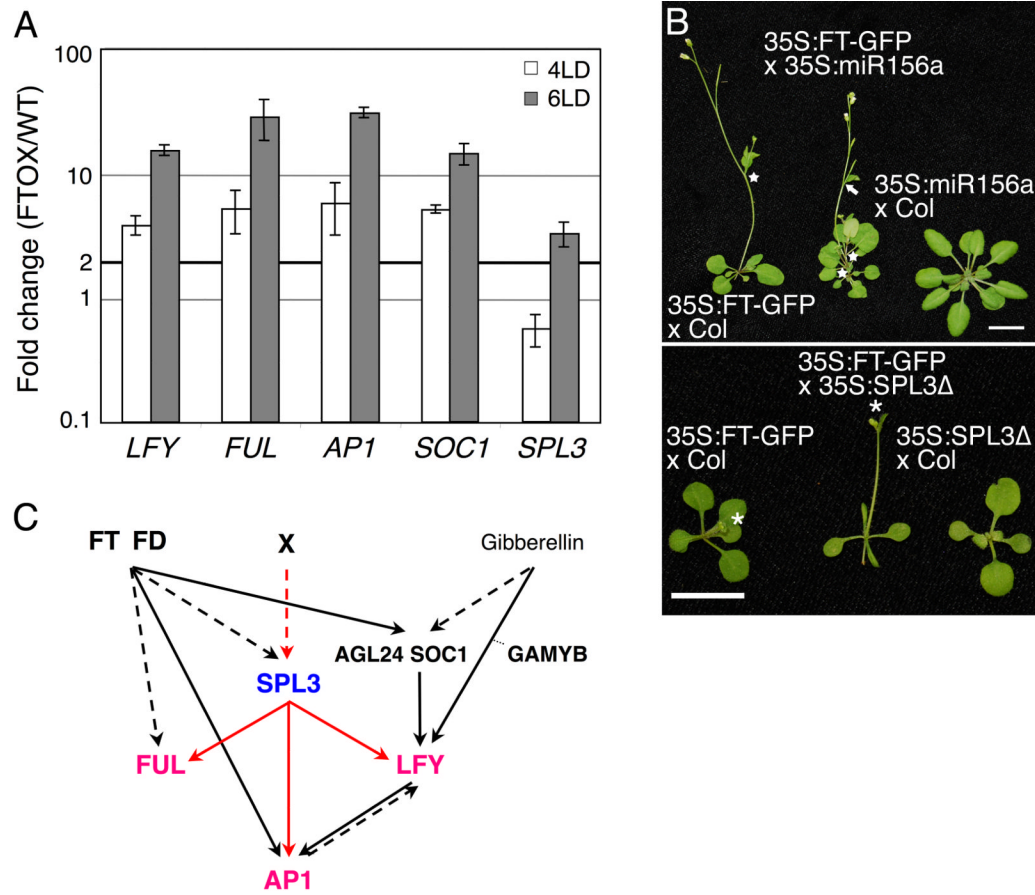 A
Fold change (FTOX/WT)
100
10
2
1
0.1
4LD
6LD
LFY FUL AP1 SOC1 SPL3
B
35S:FT-GFP
x 35S:miR156a
35S:miR156a
x Col
35S:FT-GFP
x Col
35S:FT-GFP
x 35S:SPL3Δ
*
35S:FT-GFP
x Col
*
35S:SPL3Δ
x Col
C
FT FD
X
Gibberellin
AGL24 SOC1
GAMYB
SPL3
FUL
LFY
AP1